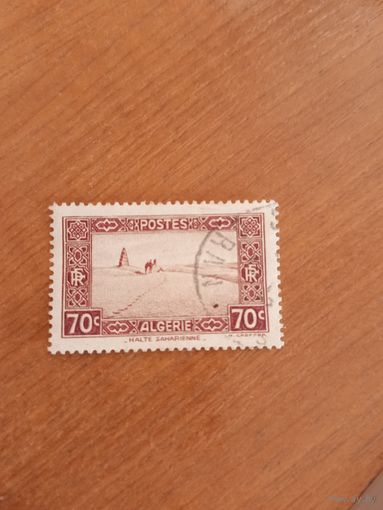 POSTES
RF RF
70c ALGERIE 70c
HALTE SAHARIENNE